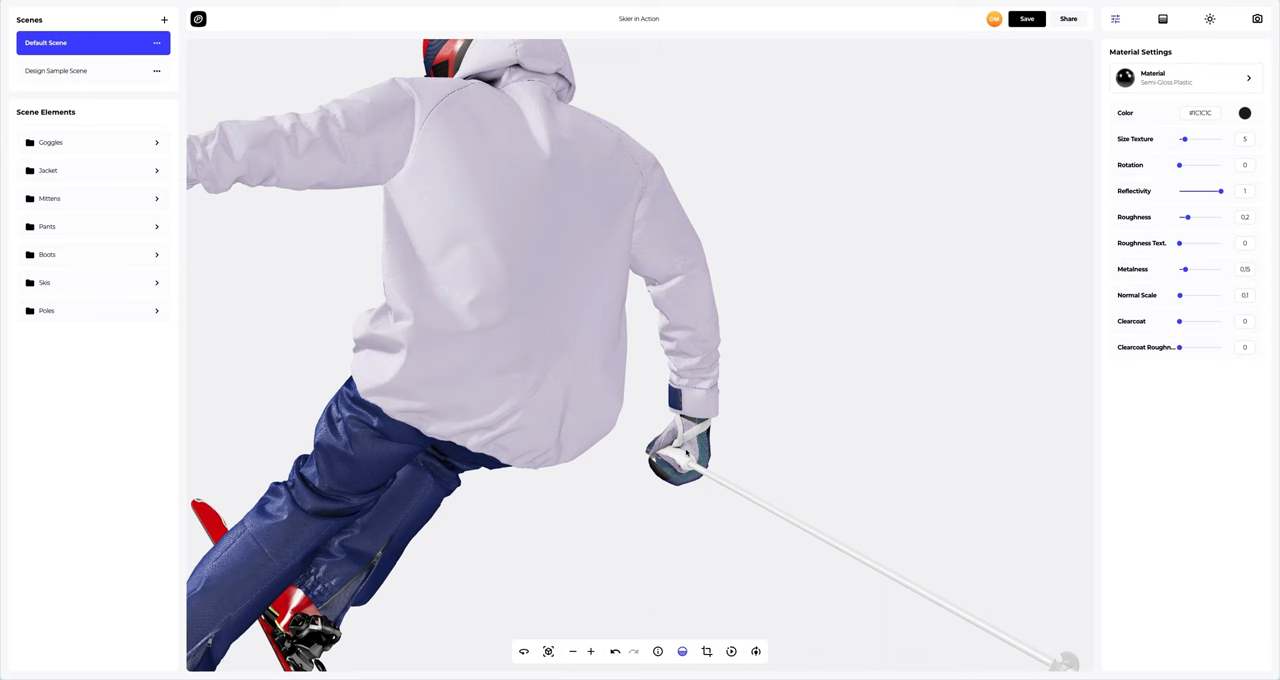 Scenes
Default Scene
Design Sample Scene
Scene Elements
Goggles
Jacket
Mittens
Pants
Boots
Skis
Poles
Skier in Action
OM
Save
Share
Material Settings
Material
Semi-Gloss Plastic
Color #1C1C1C
Size Texture 5
Rotation 0
Reflectivity 1
Roughness 0,2
Roughness Text. 0
Metalness 0,15
Normal Scale 0,1
Clearcoat 0
Clearcoat Roughn... 0